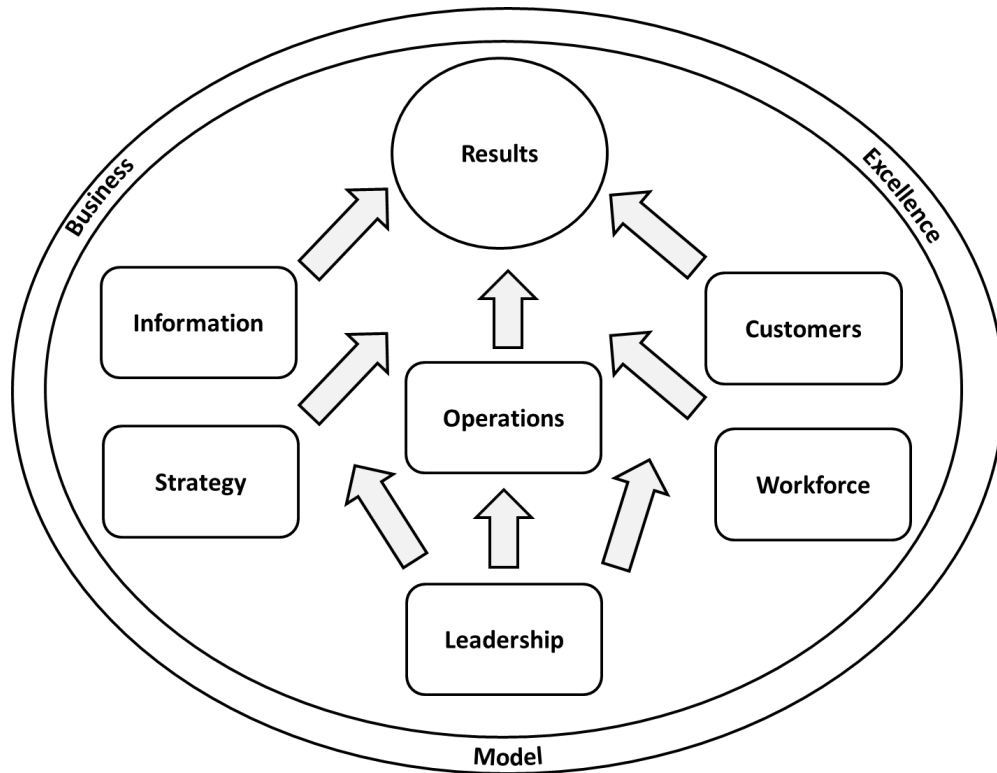 Results
Business
Excellence
Information
Customers
Operations
Strategy
Workforce
Leadership
Model